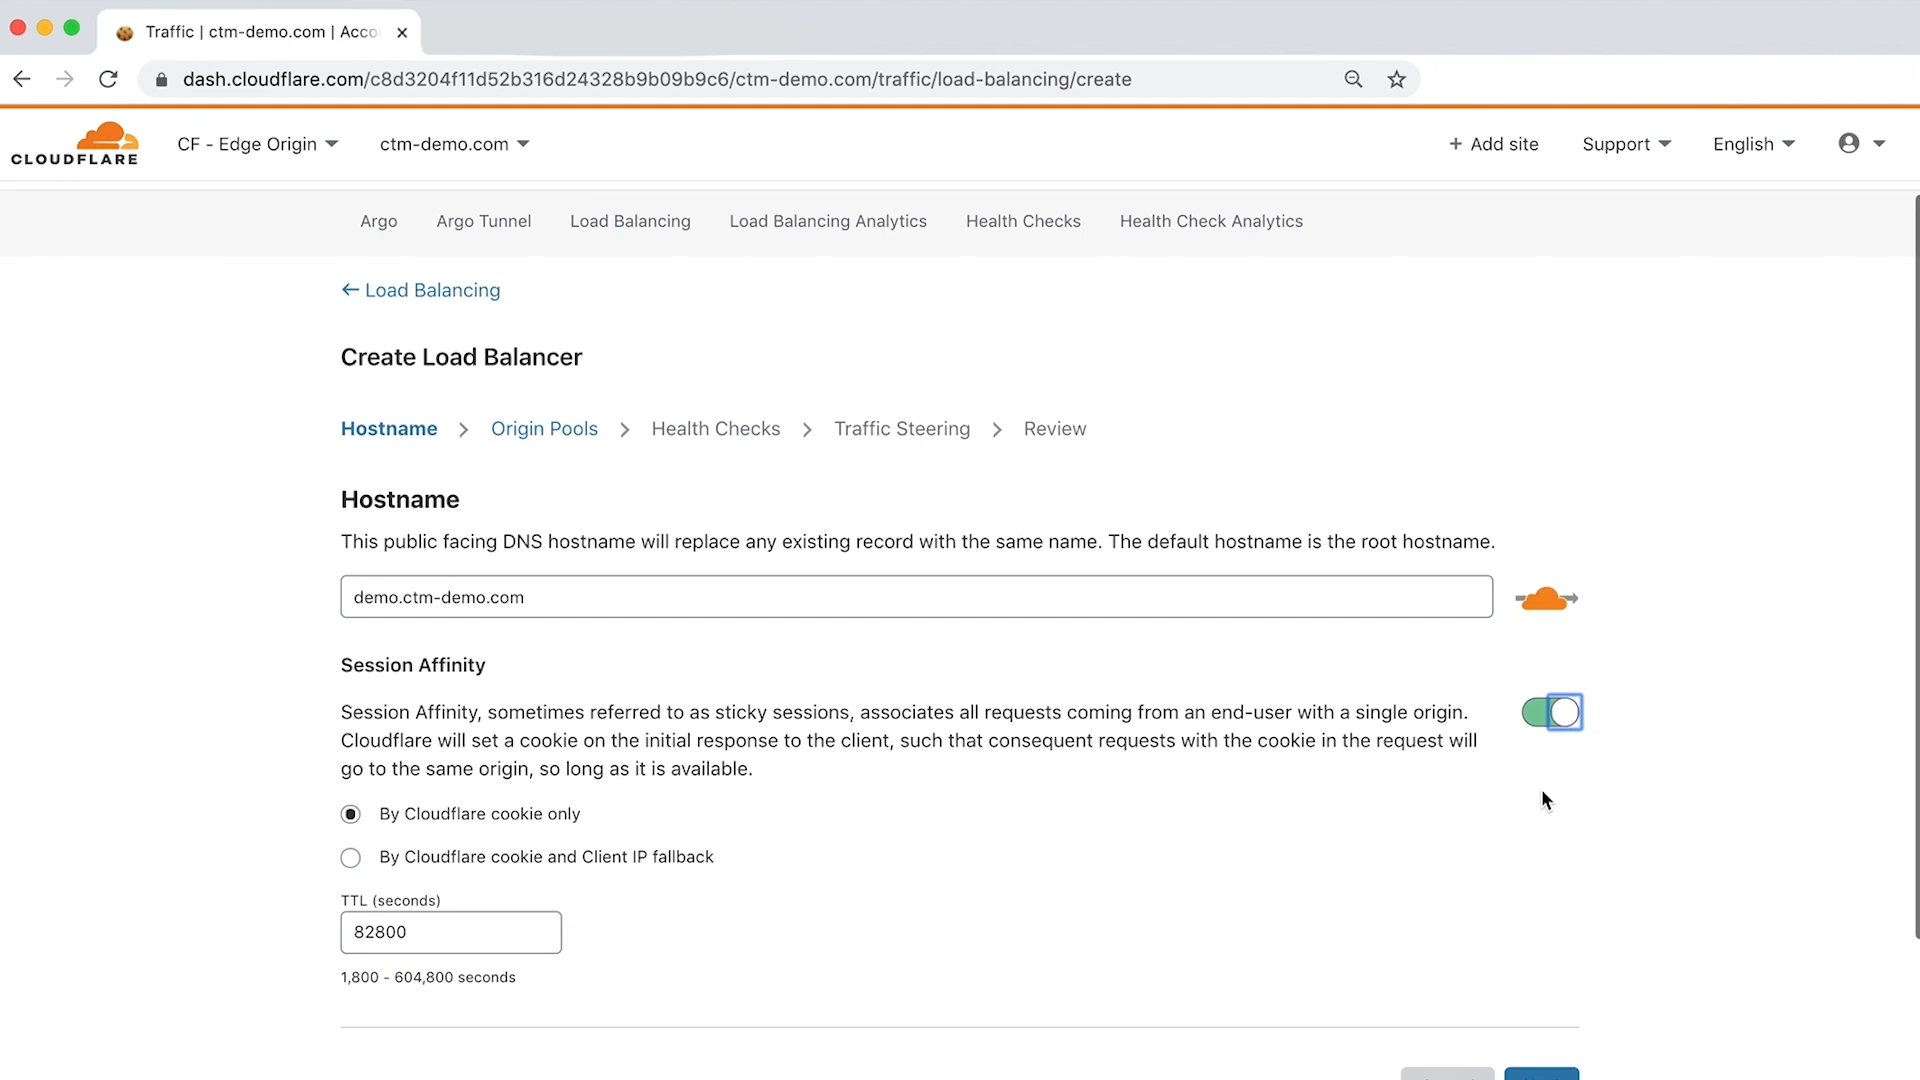 Traffic | ctm-demo.com | Acco
dash.cloudflare.com/c8d3204f11d52b316d24328b9b09b9c6/ctm-demo.com/traffic/load-balancing/create
CLOUDFLARE
CF - Edge Origin
ctm-demo.com
+ Add site
Support
English
Argo
Argo Tunnel
Load Balancing
Load Balancing Analytics
Health Checks
Health Check Analytics
← Load Balancing
Create Load Balancer
Hostname > Origin Pools > Health Checks > Traffic Steering > Review
Hostname
This public facing DNS hostname will replace any existing record with the same name. The default hostname is the root hostname.
demo.ctm-demo.com
Session Affinity
Session Affinity, sometimes referred to as sticky sessions, associates all requests coming from an end-user with a single origin.
Cloudflare will set a cookie on the initial response to the client, such that consequent requests with the cookie in the request will
go to the same origin, so long as it is available.
By Cloudflare cookie only
By Cloudflare cookie and Client IP fallback
TTL (seconds)
82800
1,800 - 604,800 seconds